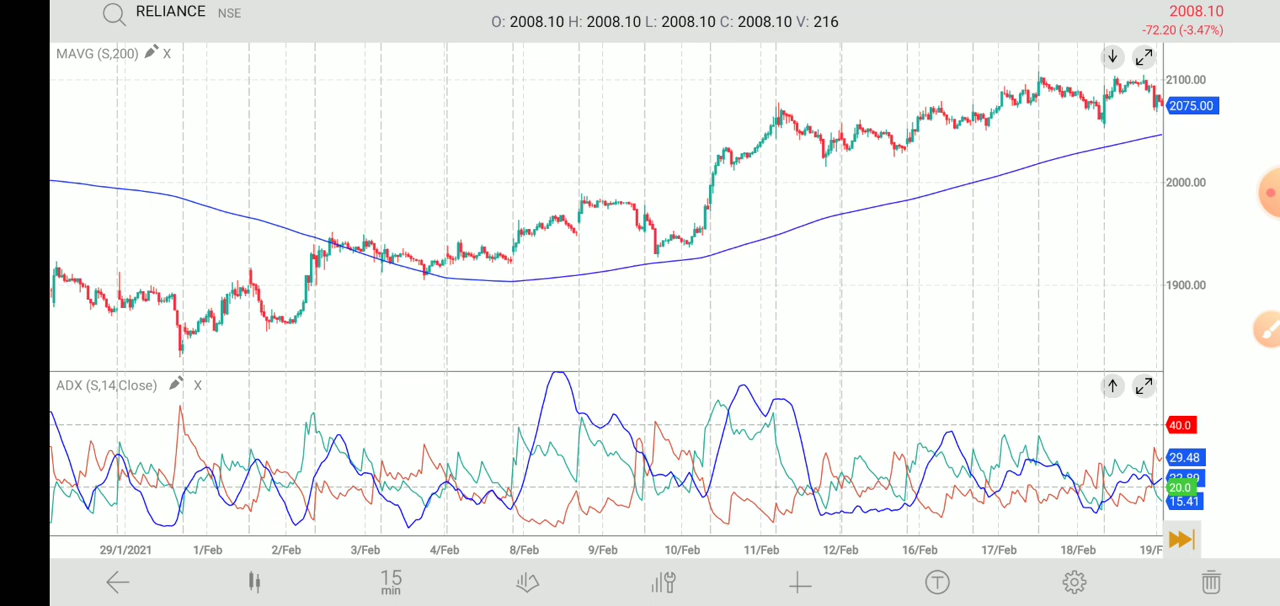 RELIANCE NSE
O: 2008.10 H: 2008.10 L: 2008.10 C: 2008.10 V: 216
2008.10
-72.20 (-3.47%)
MAVG (S,200) X
2100.00
2075.00
2000.00
1900.00
ADX (S,14,Close) X
40.0
29.48
20.0
15.41
29/1/2021 1/Feb 2/Feb 3/Feb 4/Feb 8/Feb 9/Feb 10/Feb 11/Feb 12/Feb 16/Feb 17/Feb 18/Feb 19/F
15
min
T